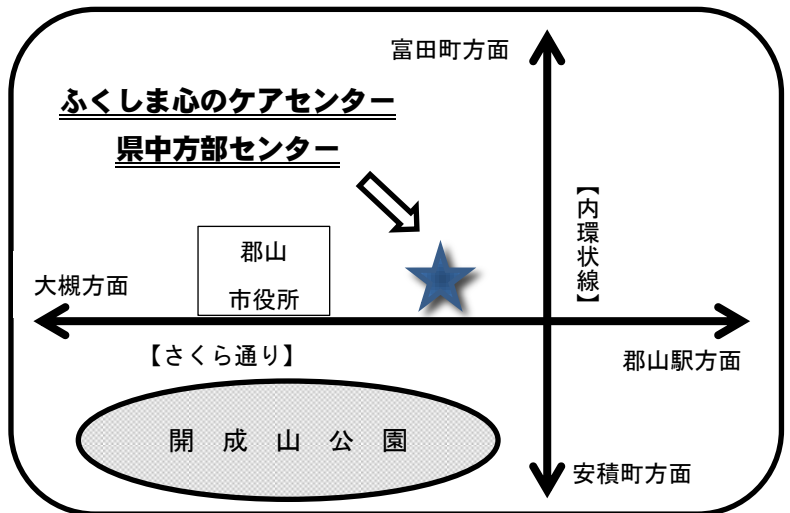 富田町方面
ふくしま心のケアセンター
県中方部センター
【内環状線】
郡山
市役所
大槻方面
【さくら通り】
郡山駅方面
開成山公園
安積町方面